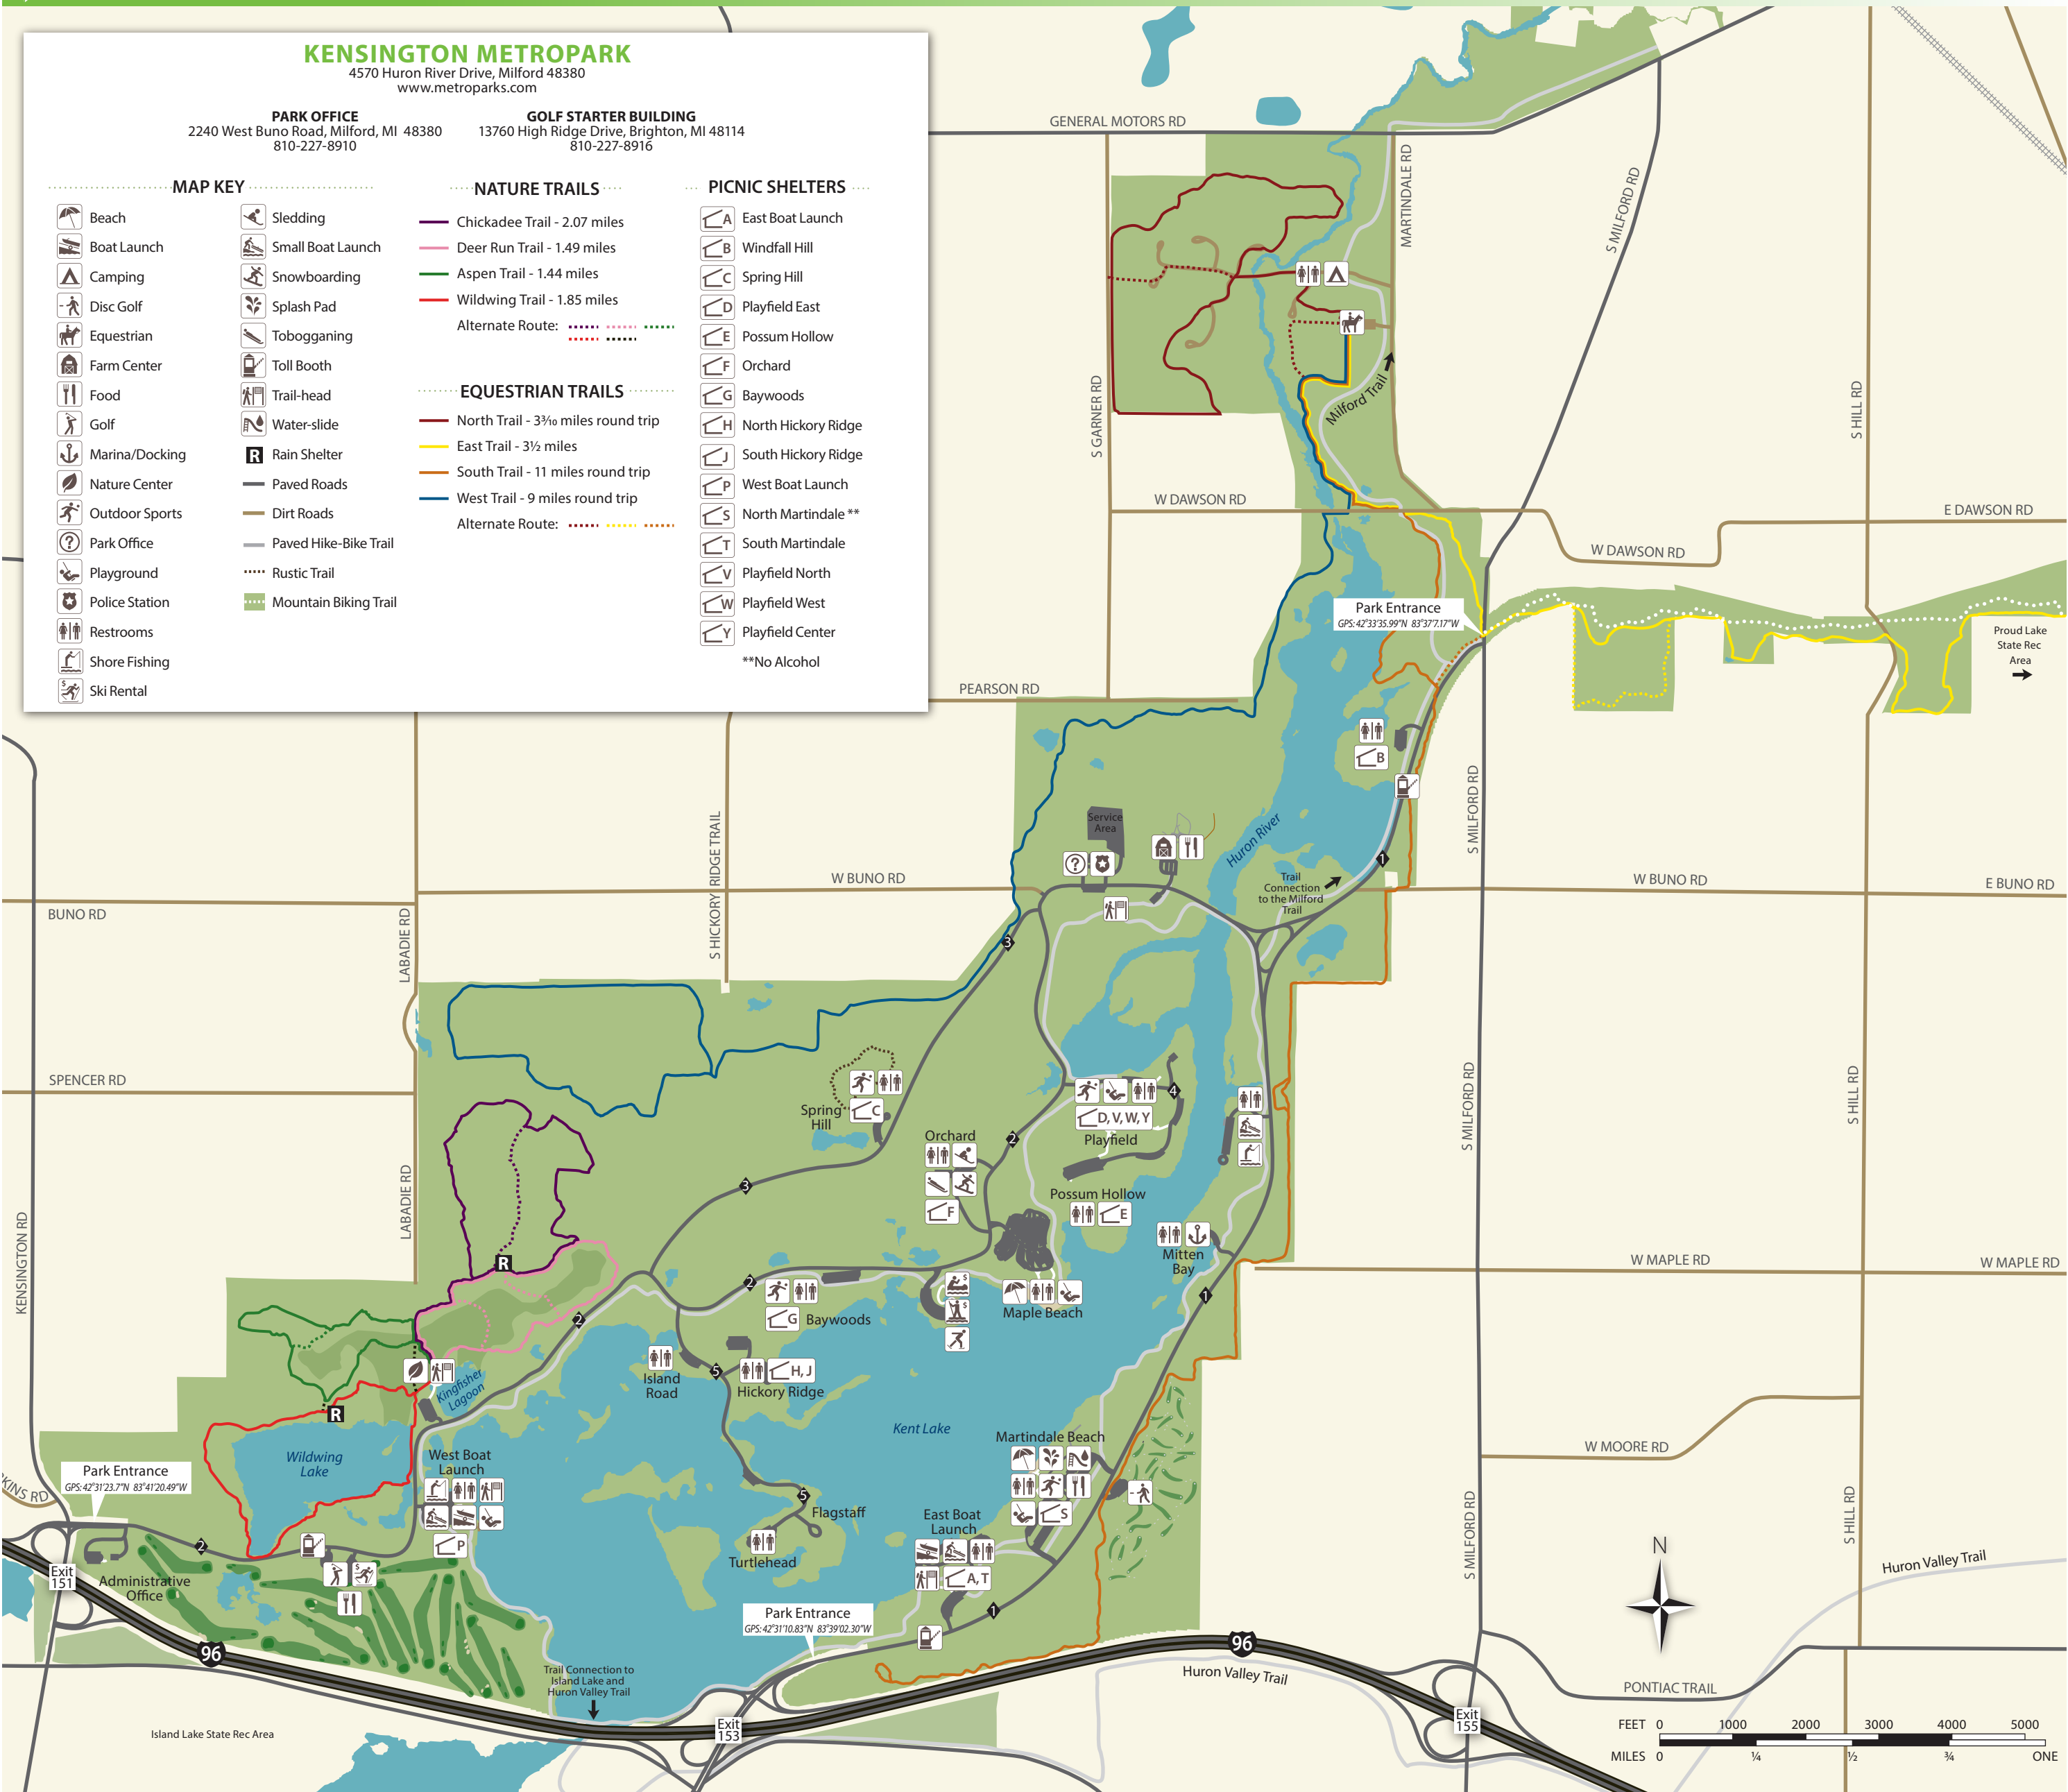 KENSINGTON METROPARK
4570 Huron River Drive, Milford 48380
www.metroparks.com
PARK OFFICE
2240 West Buno Road, Milford, MI 48380
810-227-8910
GOLF STARTER BUILDING
13760 High Ridge Drive, Brighton, MI 48114
810-227-8916
MAP KEY
Beach
Boat Launch
Camping
Disc Golf
Equestrian
Farm Center
Food
Golf
Marina/Docking
Nature Center
Outdoor Sports
Park Office
Playground
Police Station
Restrooms
Shore Fishing
Ski Rental
Sledding
Small Boat Launch
Snowboarding
Splash Pad
Tobogganing
Toll Booth
Trail-head
Water-slide
R Rain Shelter
Paved Roads
Dirt Roads
Paved Hike-Bike Trail
Rustic Trail
Mountain Biking Trail
NATURE TRAILS
Chickadee Trail - 2.07 miles
Deer Run Trail - 1.49 miles
Aspen Trail - 1.44 miles
Wildwing Trail - 1.85 miles
Alternate Route:
EQUESTRIAN TRAILS
North Trail - 3³⁄₁₀ miles round trip
East Trail - 3½ miles
South Trail - 11 miles round trip
West Trail - 9 miles round trip
Alternate Route:
PICNIC SHELTERS
A East Boat Launch
B Windfall Hill
C Spring Hill
D Playfield East
E Possum Hollow
F Orchard
G Baywoods
H North Hickory Ridge
J South Hickory Ridge
P West Boat Launch
S North Martindale **
T South Martindale
V Playfield North
W Playfield West
Y Playfield Center
**No Alcohol
GENERAL MOTORS RD
MARTINDALE RD
S MILFORD RD
S GARNER RD
Milford Trail
S HILL RD
W DAWSON RD
W DAWSON RD
E DAWSON RD
Park Entrance
GPS: 42°33'35.99"N 83°37'7.17"W
Proud Lake
State Rec
Area
PEARSON RD
B
S MILFORD RD
Service
Area
Huron River
1
Trail
Connection
to the Milford
Trail
S HICKORY RIDGE TRAIL
W BUNO RD
W BUNO RD
E BUNO RD
BUNO RD
LABADIE RD
3
SPENCER RD
Spring
Hill
C
D, V, W, Y
4
Playfield
S MILFORD RD
S HILL RD
Orchard
F
2
3
Possum Hollow
E
LABADIE RD
KENSINGTON RD
R
Mitten
Bay
W MAPLE RD
W MAPLE RD
2
G Baywoods
Maple Beach
1
2
Island
Road
5
H, J
Hickory Ridge
Kingfisher
Lagoon
R
Kent Lake
Martindale Beach
S
W MOORE RD
Wildwing
Lake
West Boat
Launch
P
Park Entrance
GPS: 42°31'23.7"N 83°41'20.49"W
KINS RD
2
5
Flagstaff
Turtlehead
East Boat
Launch
A, T
S MILFORD RD
S HILL RD
N
Huron Valley Trail
Exit
151
Administrative
Office
Park Entrance
GPS: 42°31'10.83"N 83°39'02.30"W
1
96
96
Trail Connection to
Island Lake and
Huron Valley Trail
Huron Valley Trail
PONTIAC TRAIL
Exit
153
Exit
155
Island Lake State Rec Area
FEET 0 1000 2000 3000 4000 5000
MILES 0 ¼ ½ ¾ ONE